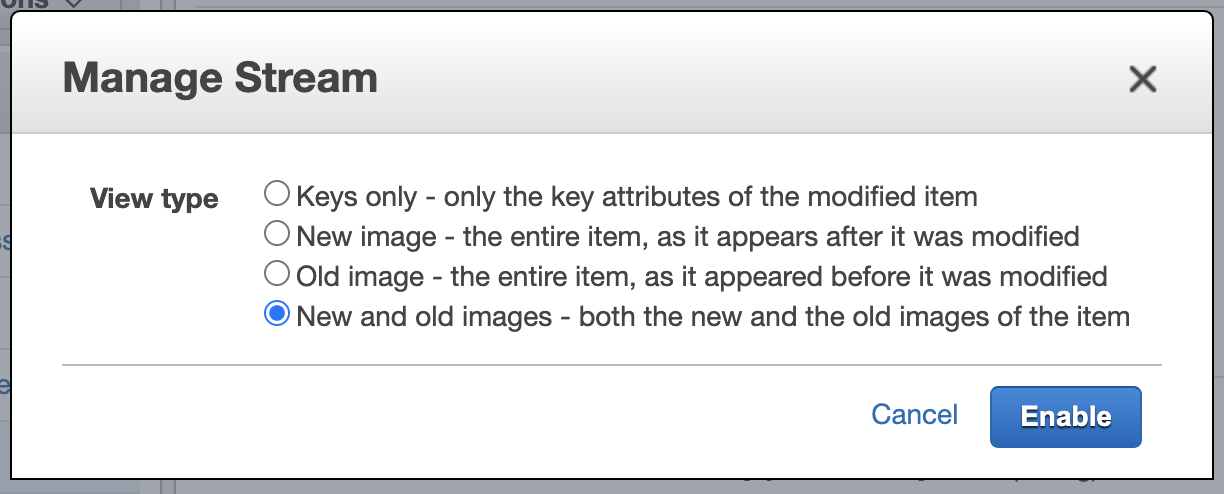 Manage Stream
View type
Keys only - only the key attributes of the modified item
New image - the entire item, as it appears after it was modified
Old image - the entire item, as it appeared before it was modified
New and old images - both the new and the old images of the item
Cancel
Enable